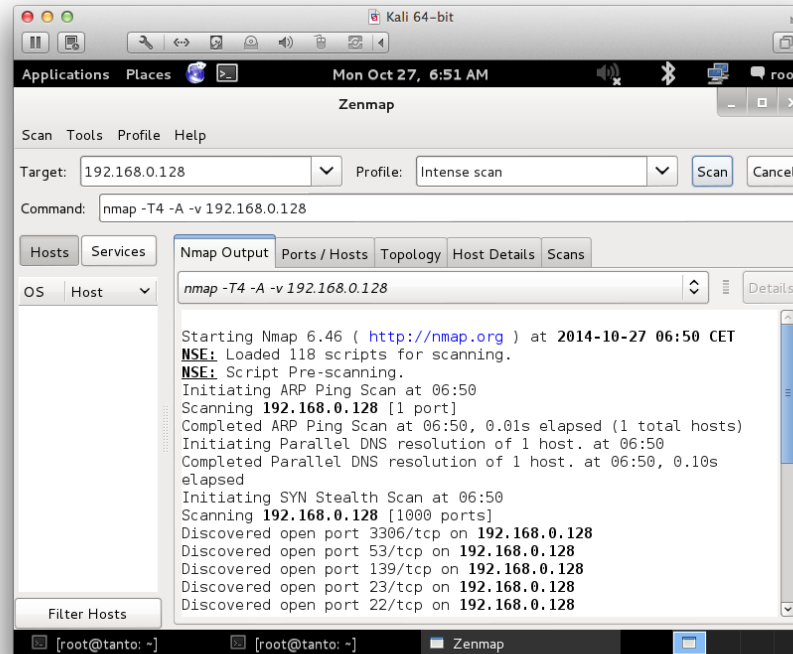 Kali 64-bit
Applications Places Mon Oct 27, 6:51 AM
Zenmap
Scan Tools Profile Help
Target: 192.168.0.128 Profile: Intense scan Scan Cancel
Command: nmap -T4 -A -v 192.168.0.128
Hosts Services Nmap Output Ports / Hosts Topology Host Details Scans
OS Host nmap -T4 -A -v 192.168.0.128 Details
Starting Nmap 6.46 ( http://nmap.org ) at 2014-10-27 06:50 CET
NSE: Loaded 118 scripts for scanning.
NSE: Script Pre-scanning.
Initiating ARP Ping Scan at 06:50
Scanning 192.168.0.128 [1 port]
Completed ARP Ping Scan at 06:50, 0.01s elapsed (1 total hosts)
Initiating Parallel DNS resolution of 1 host. at 06:50
Completed Parallel DNS resolution of 1 host. at 06:50, 0.10s
elapsed
Initiating SYN Stealth Scan at 06:50
Scanning 192.168.0.128 [1000 ports]
Discovered open port 3306/tcp on 192.168.0.128
Discovered open port 53/tcp on 192.168.0.128
Discovered open port 139/tcp on 192.168.0.128
Discovered open port 23/tcp on 192.168.0.128
Discovered open port 22/tcp on 192.168.0.128
Filter Hosts
[root@tanto: ~] [root@tanto: ~] Zenmap